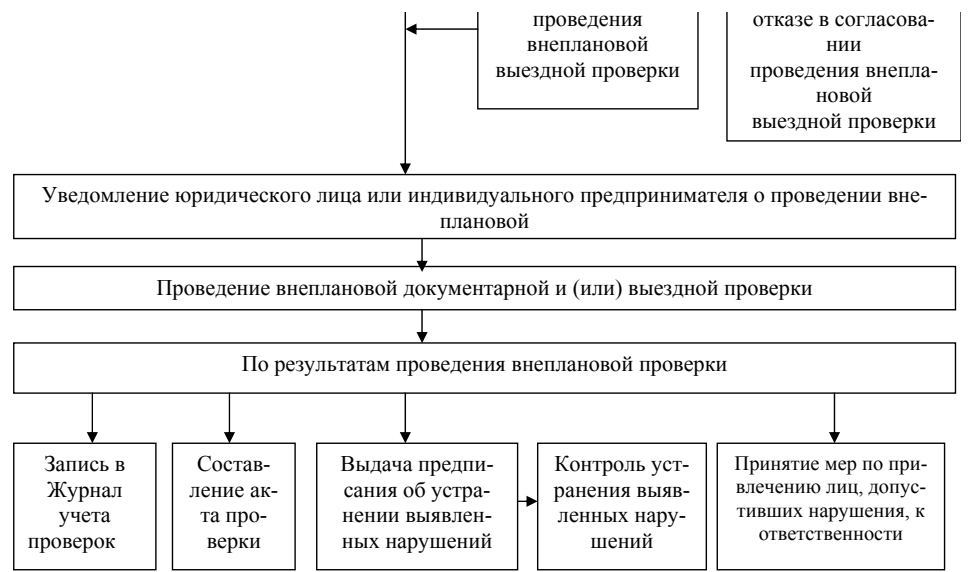 проведения
внеплановой
выездной проверки
отказе в согласова-
нии
проведения внепла-
новой
выездной проверки
Уведомление юридического лица или индивидуального предпринимателя о проведении вне-
плановой
Проведение внеплановой документарной и (или) выездной проверки
По результатам проведения внеплановой проверки
Запись в
Журнал
учета
проверок
Состав-
ление ак-
та про-
верки
Выдача предпи-
сания об устра-
нении выявлен-
ных нарушений
Контроль уст-
ранения выяв-
ленных нару-
шений
Принятие мер по при-
влечению лиц, допус-
тивших нарушения, к
ответственности